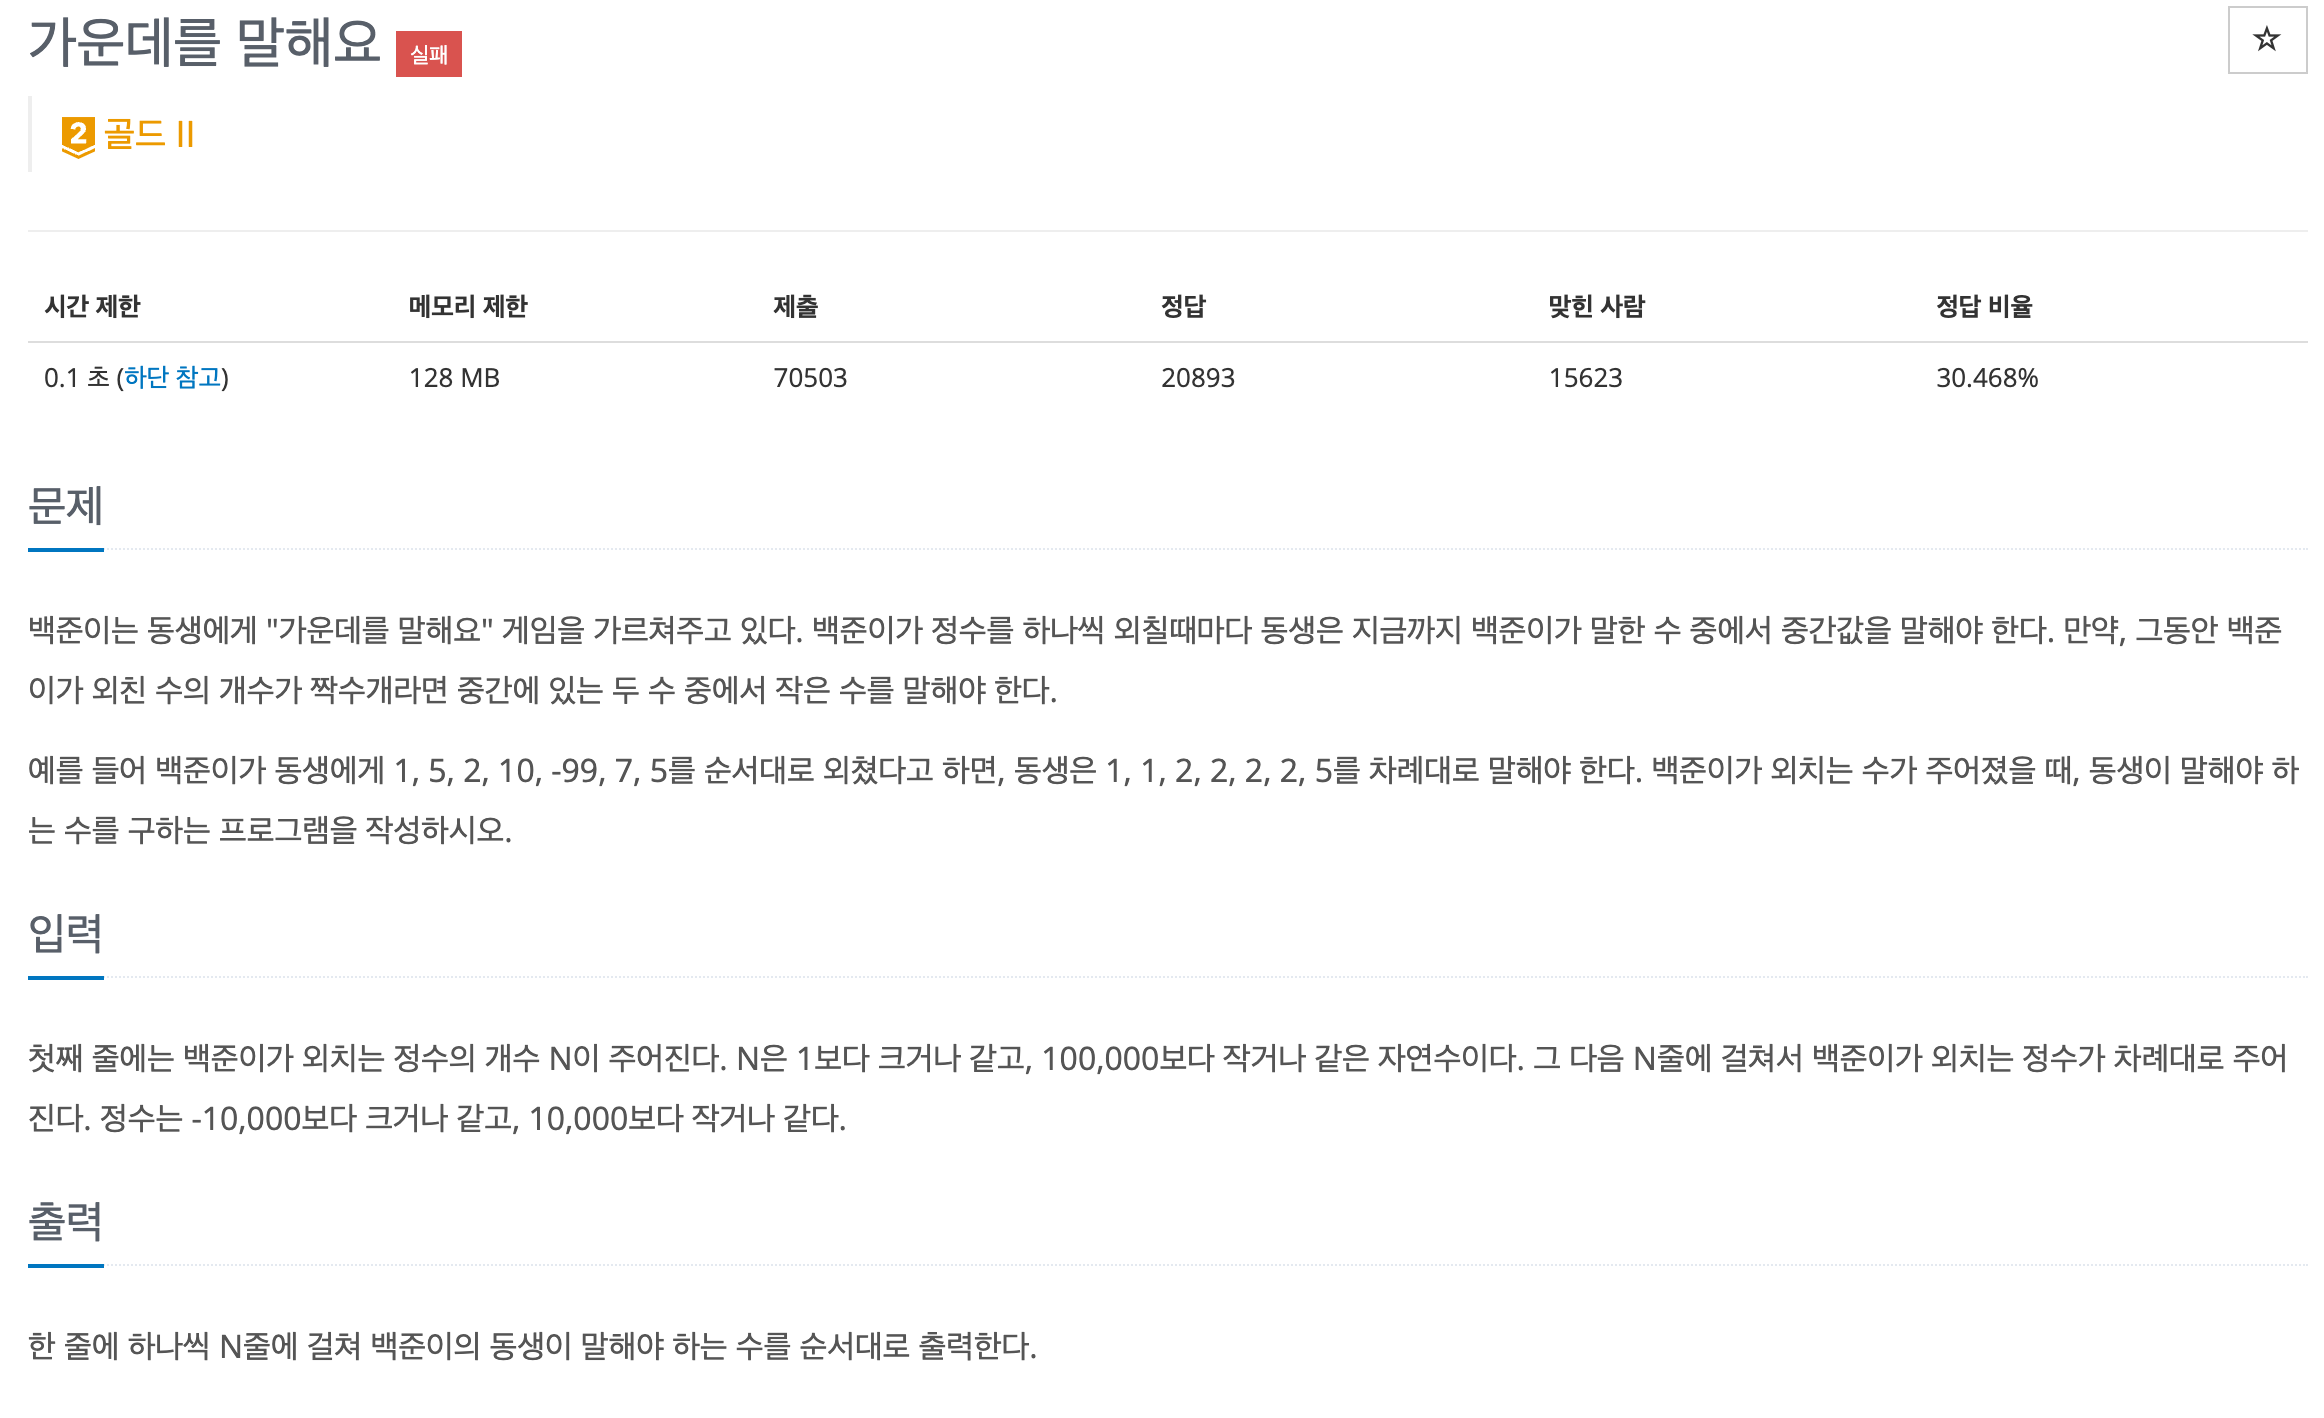 가운데를 말해요 실패
☆
2 골드 II
시간 제한 메모리 제한 제출 정답 맞힌 사람 정답 비율
0.1 초 (하단 참고) 128 MB 70503 20893 15623 30.468%
문제
백준이는 동생에게 "가운데를 말해요" 게임을 가르쳐주고 있다. 백준이가 정수를 하나씩 외칠때마다 동생은 지금까지 백준이가 말한 수 중에서 중간값을 말해야 한다. 만약, 그동안 백준
이가 외친 수의 개수가 짝수개라면 중간에 있는 두 수 중에서 작은 수를 말해야 한다.
예를 들어 백준이가 동생에게 1, 5, 2, 10, -99, 7, 5를 순서대로 외쳤다고 하면, 동생은 1, 1, 2, 2, 2, 2, 5를 차례대로 말해야 한다. 백준이가 외치는 수가 주어졌을 때, 동생이 말해야 하
는 수를 구하는 프로그램을 작성하시오.
입력
첫째 줄에는 백준이가 외치는 정수의 개수 N이 주어진다. N은 1보다 크거나 같고, 100,000보다 작거나 같은 자연수이다. 그 다음 N줄에 걸쳐서 백준이가 외치는 정수가 차례대로 주어
진다. 정수는 -10,000보다 크거나 같고, 10,000보다 작거나 같다.
출력
한 줄에 하나씩 N줄에 걸쳐 백준이의 동생이 말해야 하는 수를 순서대로 출력한다.